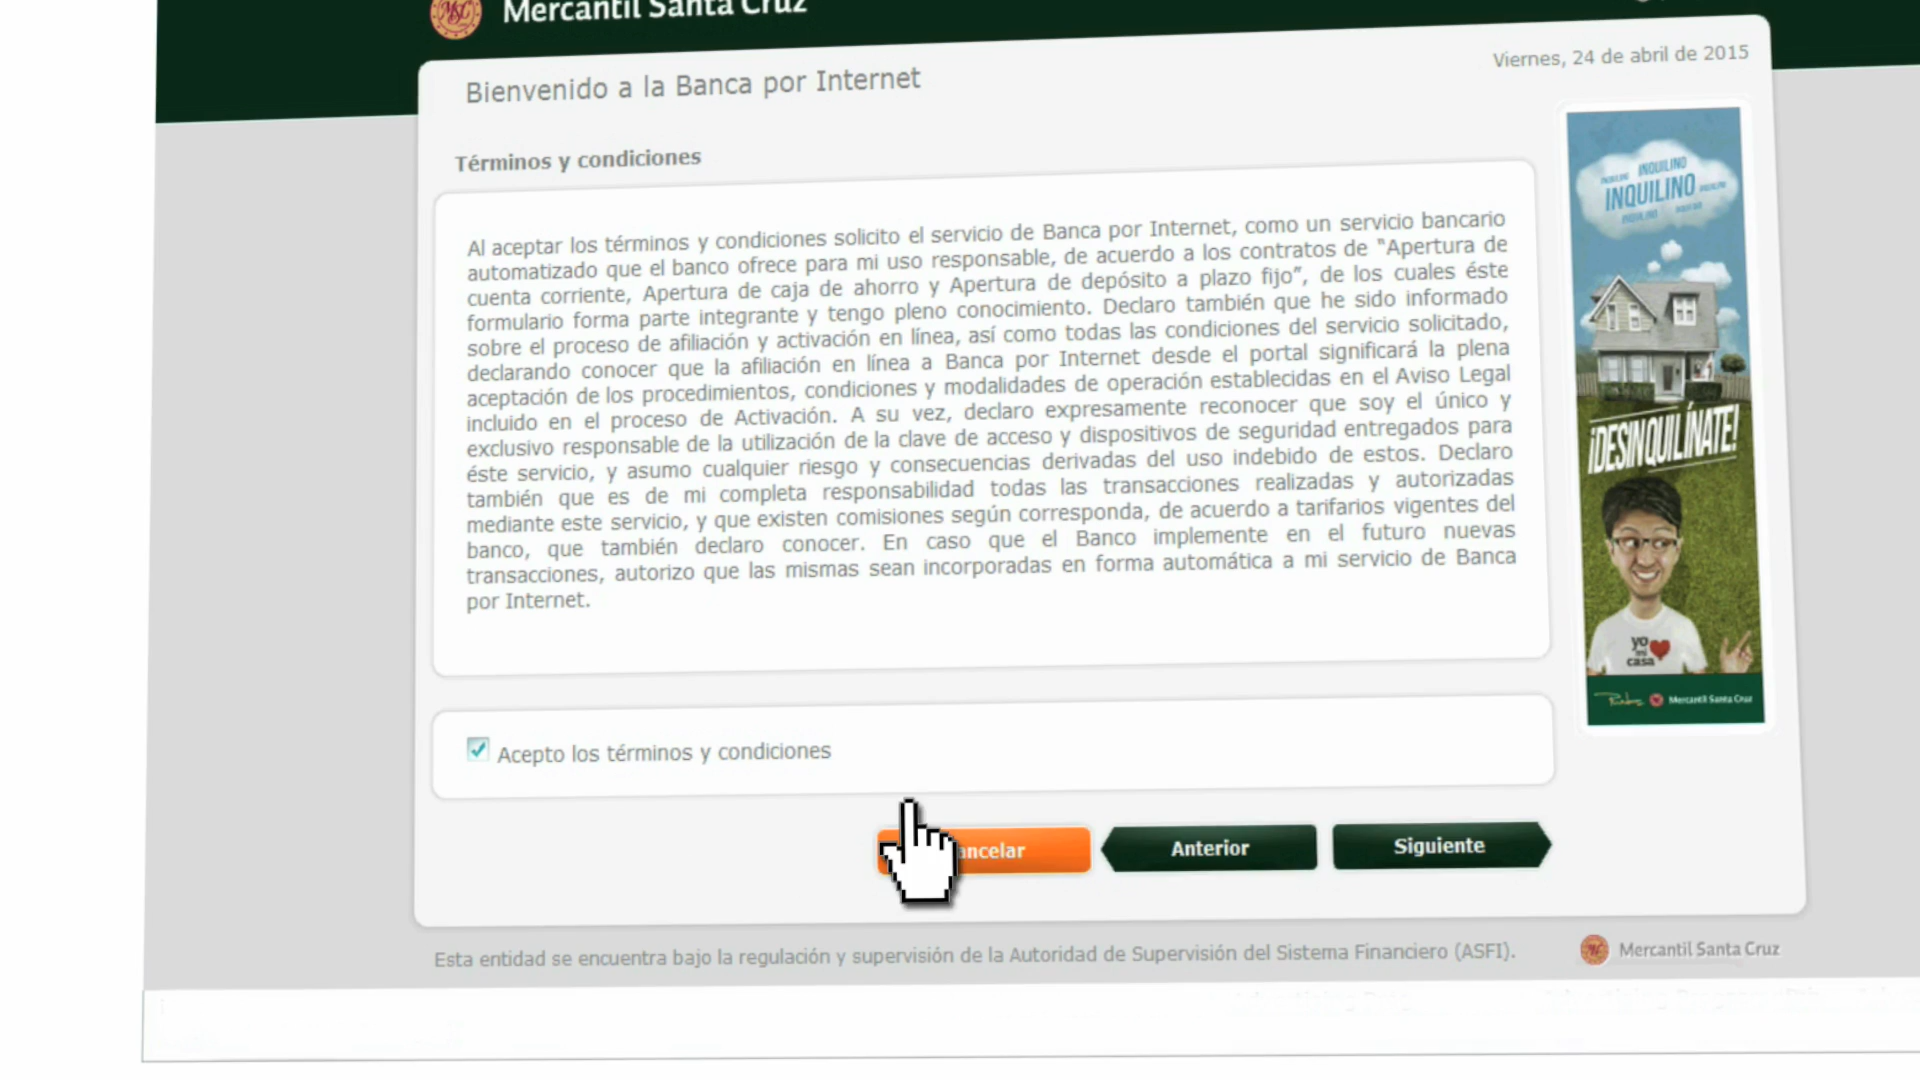 Mercantil Santa Cruz
Viernes, 24 de abril de 2015
Bienvenido a la Banca por Internet
Términos y condiciones
Al aceptar los términos y condiciones solicito el servicio de Banca por Internet, como un servicio bancario
automatizado que el banco ofrece para mi uso responsable, de acuerdo a los contratos de "Apertura de
cuenta corriente, Apertura de caja de ahorro y Apertura de depósito a plazo fijo", de los cuales éste
formulario forma parte integrante y tengo pleno conocimiento. Declaro también que he sido informado
sobre el proceso de afiliación y activación en línea, así como todas las condiciones del servicio solicitado,
declarando conocer que la afiliación en línea a Banca por Internet desde el portal significará la plena
aceptación de los procedimientos, condiciones y modalidades de operación establecidas en el Aviso Legal
incluido en el proceso de Activación. A su vez, declaro expresamente reconocer que soy el único y
exclusivo responsable de la utilización de la clave de acceso y dispositivos de seguridad entregados para
éste servicio, y asumo cualquier riesgo y consecuencias derivadas del uso indebido de estos. Declaro
también que es de mi completa responsabilidad todas las transacciones realizadas y autorizadas
mediante este servicio, y que existen comisiones según corresponda, de acuerdo a tarifarios vigentes del
banco, que también declaro conocer. En caso que el Banco implemente en el futuro nuevas
transacciones, autorizo que las mismas sean incorporadas en forma automática a mi servicio de Banca
por Internet.
INQUILINO
INQUILINO
¡DESINQUILÍNATE!
yo
mi
casa
Mercantil Santa Cruz
Acepto los términos y condiciones
ancelar
Anterior
Siguiente
Esta entidad se encuentra bajo la regulación y supervisión de la Autoridad de Supervisión del Sistema Financiero (ASFI).
Mercantil Santa Cruz